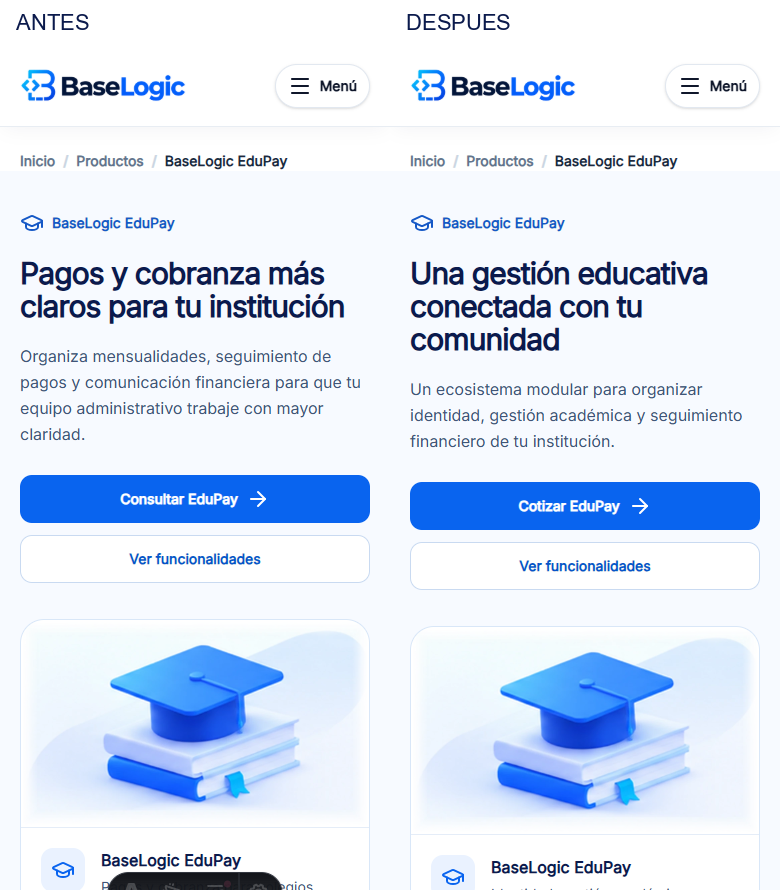 ANTES
BaseLogic
Menú
Inicio / Productos / BaseLogic EduPay
BaseLogic EduPay
Pagos y cobranza más
claros para tu institución
Organiza mensualidades, seguimiento de
pagos y comunicación financiera para que tu
equipo administrativo trabaje con mayor
claridad.
Consultar EduPay
Ver funcionalidades
BaseLogic EduPay
DESPUES
BaseLogic
Menú
Inicio / Productos / BaseLogic EduPay
BaseLogic EduPay
Una gestión educativa
conectada con tu
comunidad
Un ecosistema modular para organizar
identidad, gestión académica y seguimiento
financiero de tu institución.
Cotizar EduPay
Ver funcionalidades
BaseLogic EduPay